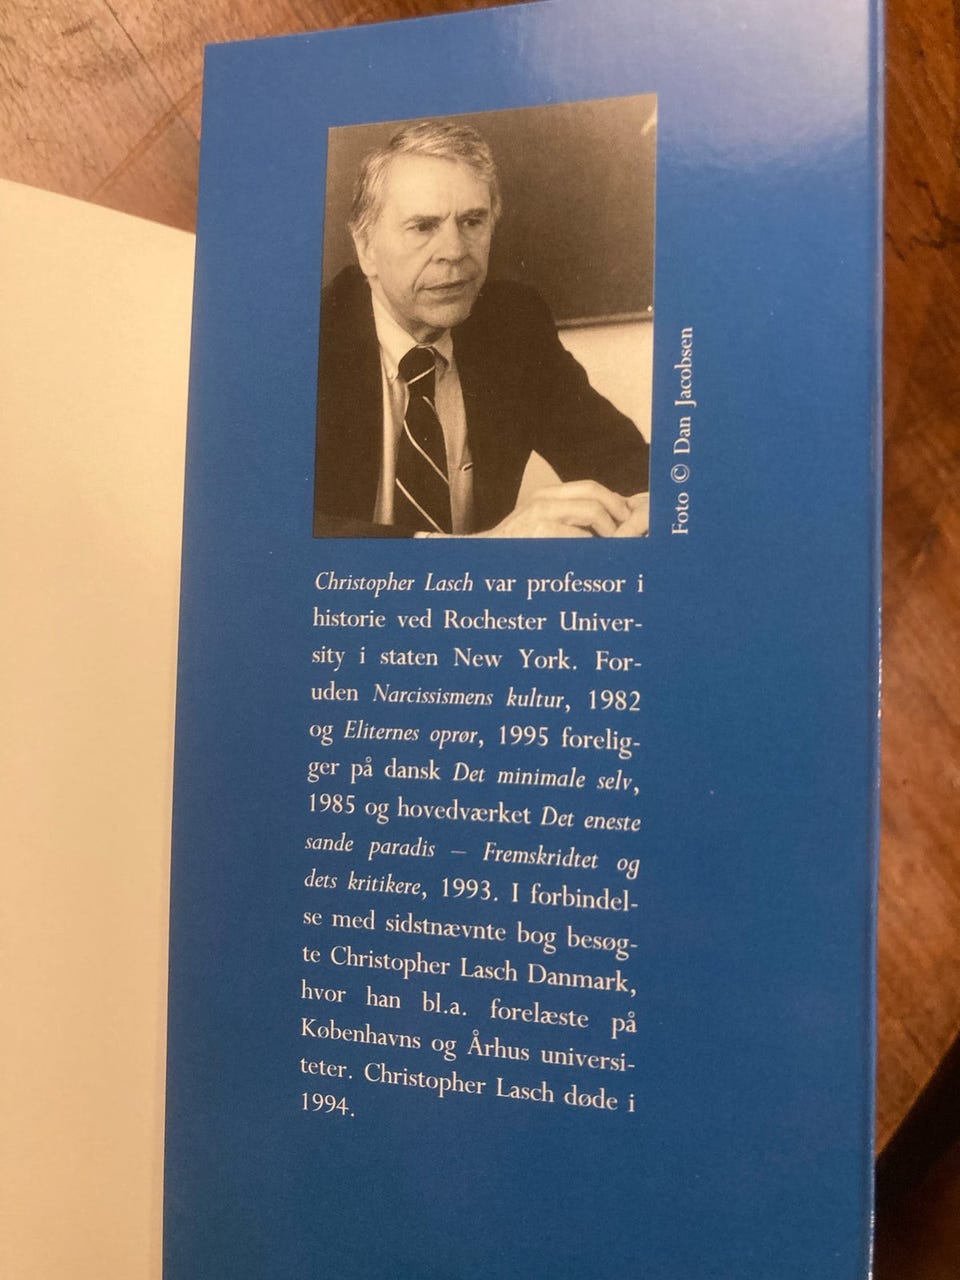 Foto © Dan Jacobsen
Christopher Lasch var professor i
historie ved Rochester Univer-
sity i staten New York. For-
uden Narcissismens kultur, 1982
og Eliternes oprør, 1995 forelig-
ger på dansk Det minimale selv,
1985 og hovedværket Det eneste
sande paradis – Fremskridtet og
dets kritikere, 1993. I forbindel-
se med sidstnævnte bog besøg-
te Christopher Lasch Danmark,
hvor han bl.a. forelæste på
Københavns og Århus universi-
teter. Christopher Lasch døde i
1994.